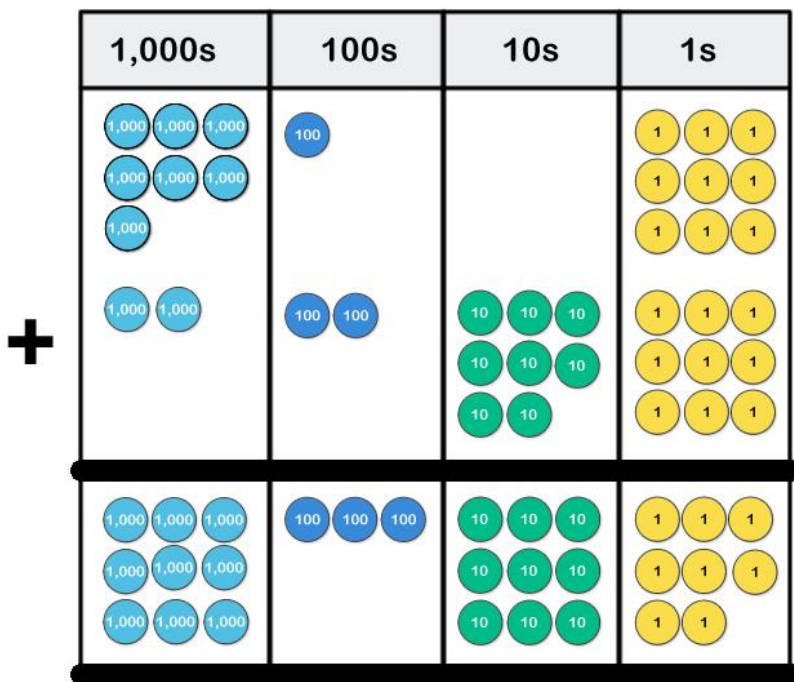 1,000s 100s 10s 1s
1,000 1,000 1,000 100 1 1 1
1,000 1,000 1,000 1 1 1
1,000 1 1 1
1,000 1,000 100 100 10 10 10 1 1 1
+ 10 10 10 1 1 1
10 10 1 1 1
1,000 1,000 1,000 100 100 100 10 10 10 1 1 1
1,000 1,000 1,000 10 10 10 1 1 1
1,000 1,000 1,000 10 10 10 1 1